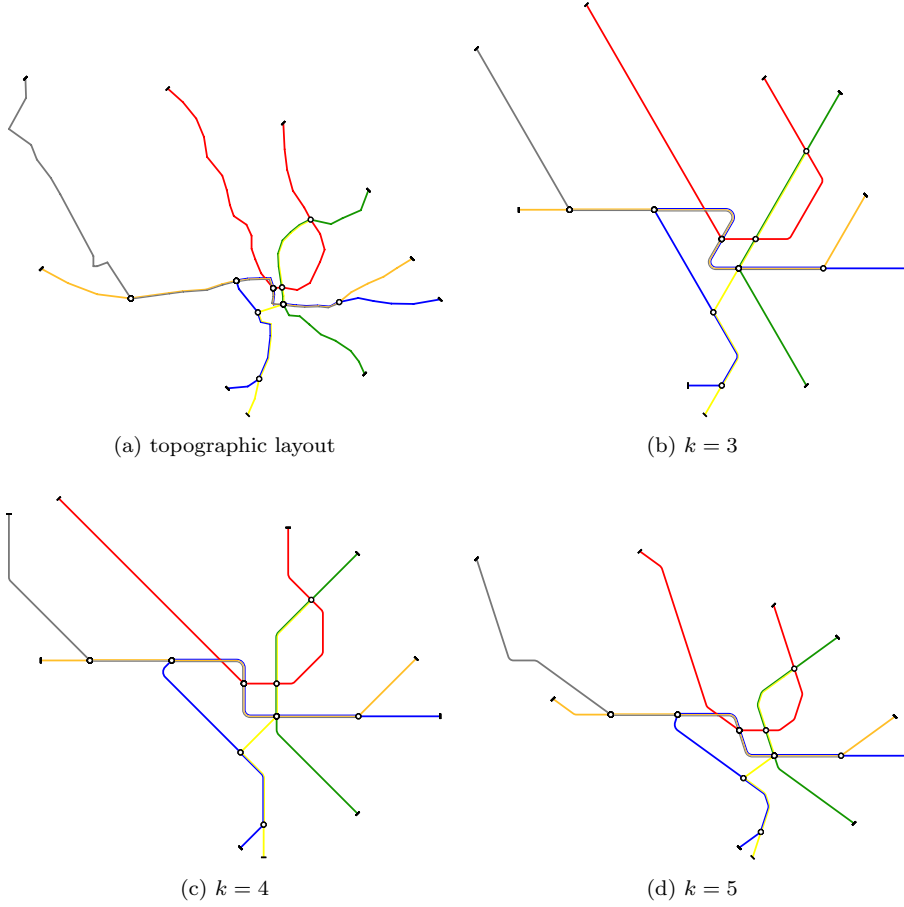 (a) topographic layout
(b) k = 3
(c) k = 4
(d) k = 5